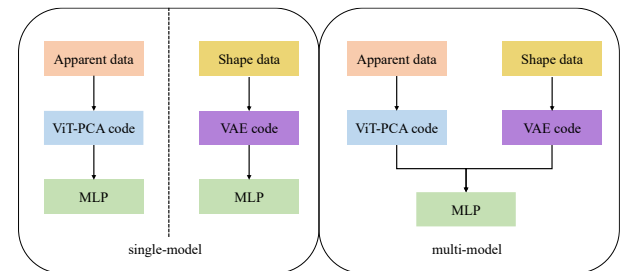 Apparent data
Shape data
ViT-PCA code
VAE code
MLP
MLP
single-model
Apparent data
Shape data
ViT-PCA code
VAE code
MLP
multi-model